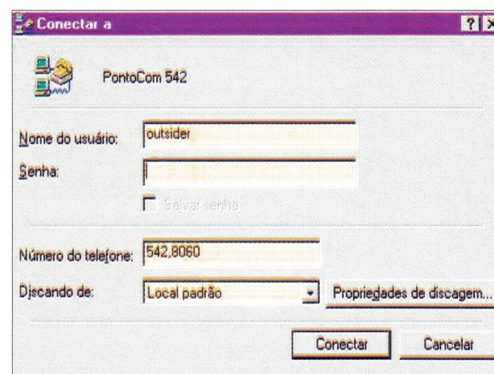 Conectar a
PontoCom 542
Nome do usuário: outsider
Senha:
Salvar senha
Número do telefone: 542,8060
Discando de: Local padrão Propriedades de discagem...
Conectar Cancelar